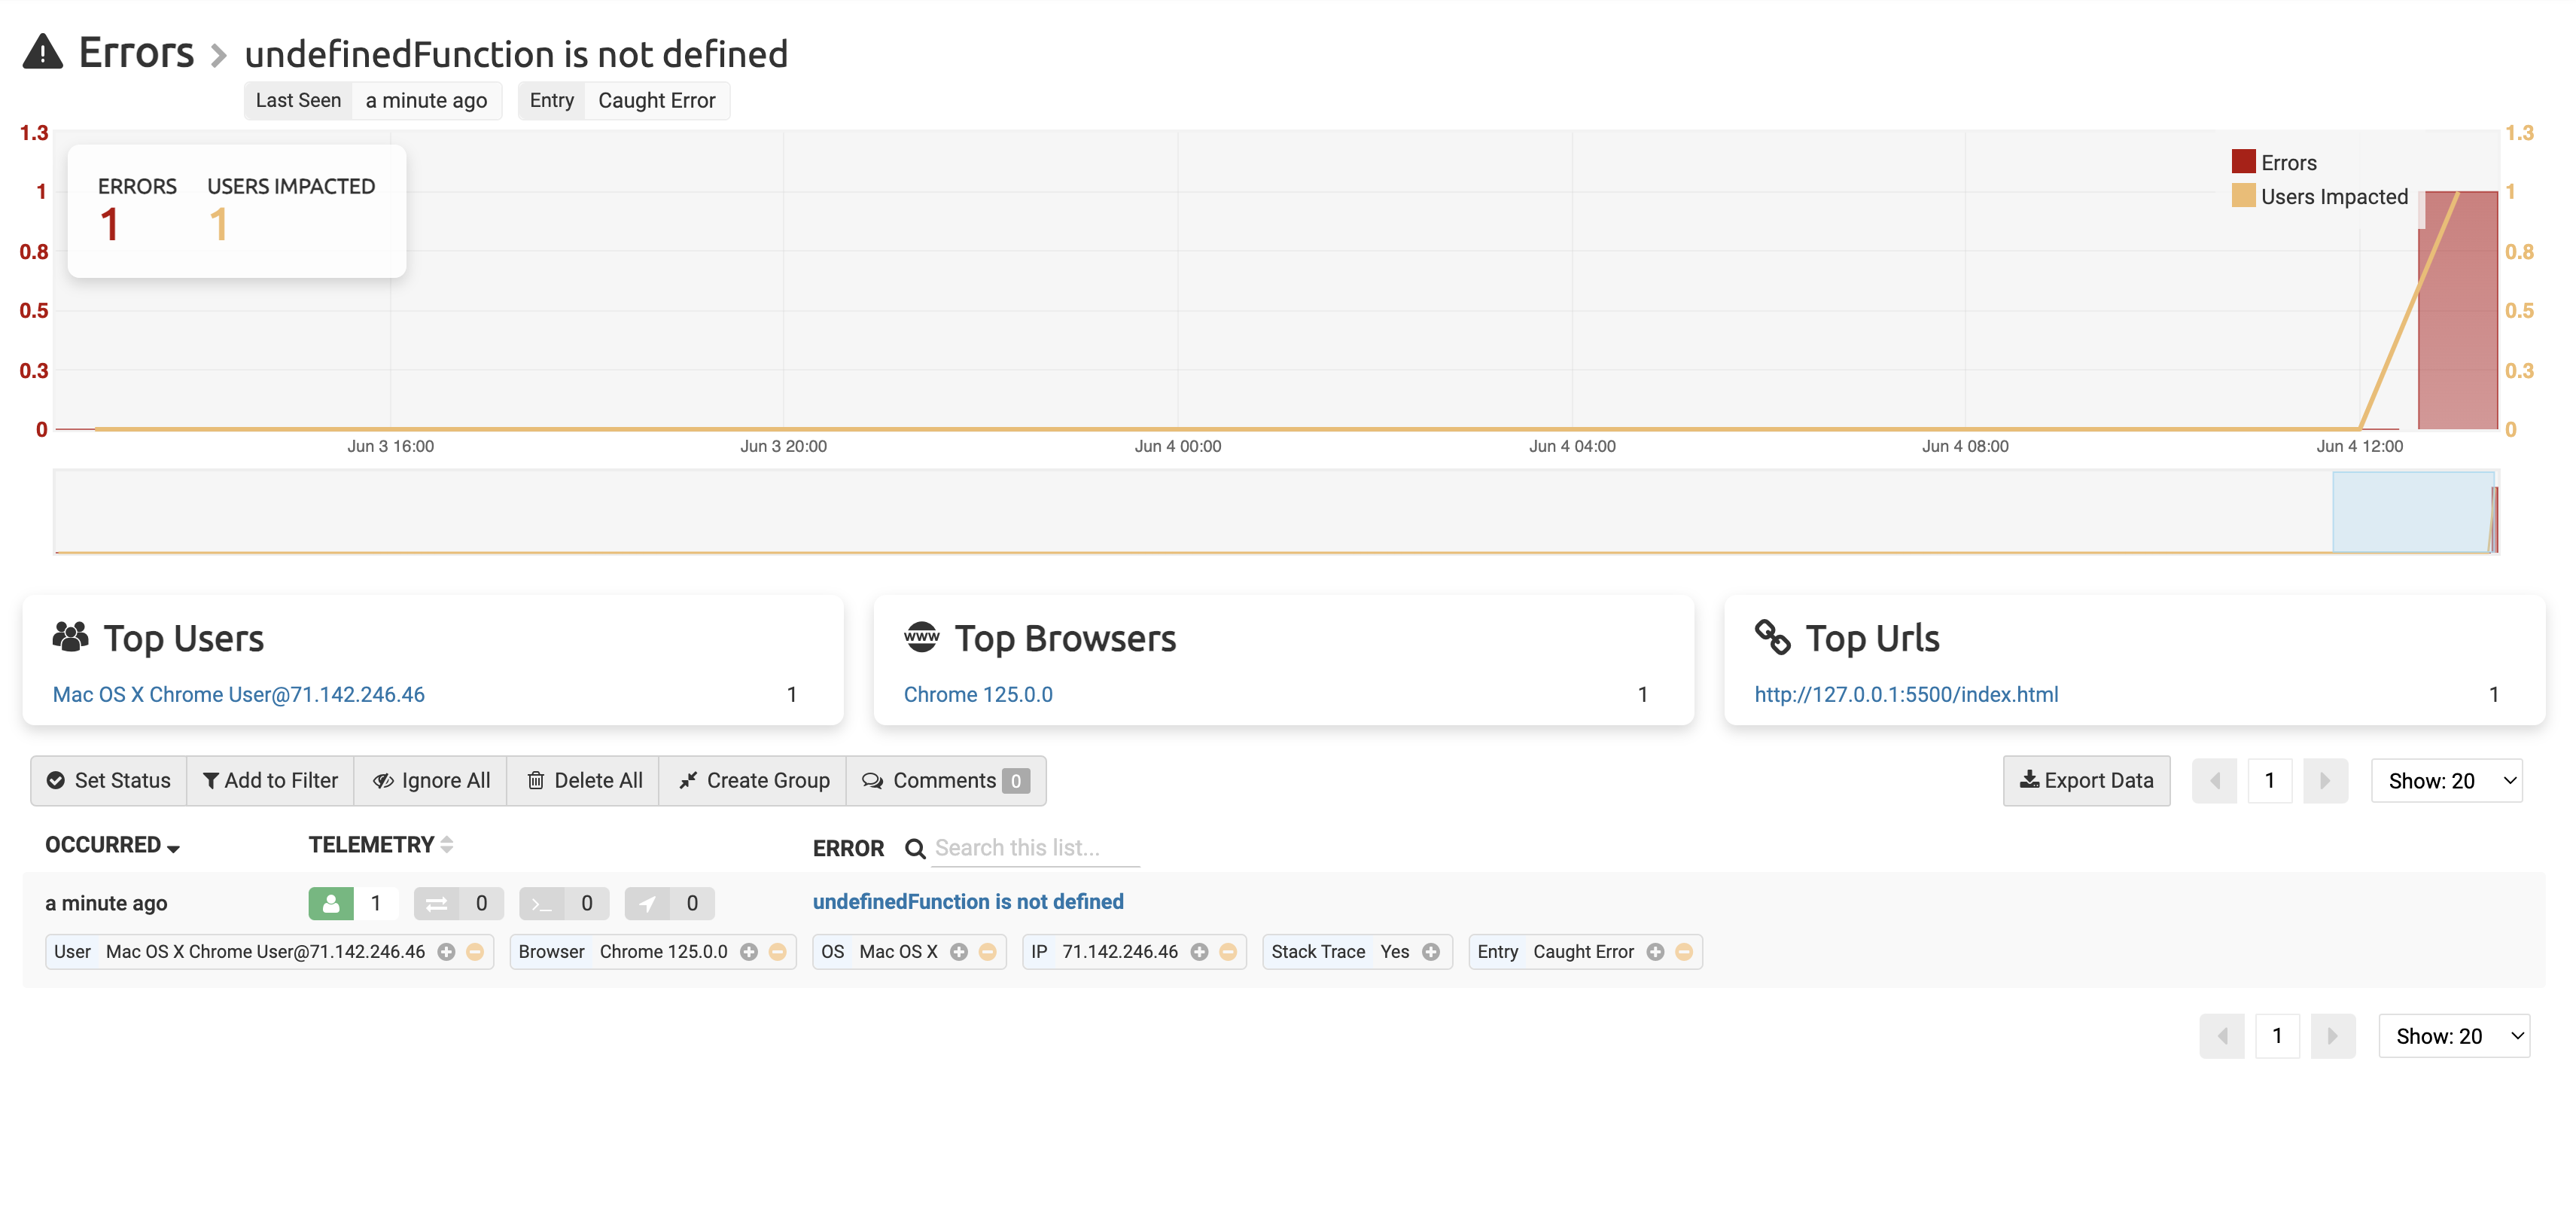 Errors > undefinedFunction is not defined
Last Seen a minute ago Entry Caught Error
1.3
1
0.8
0.5
0.3
0
ERRORS USERS IMPACTED
1 1
Errors
Users Impacted
1.3
1
0.8
0.5
0.3
0
Jun 3 16:00 Jun 3 20:00 Jun 4 00:00 Jun 4 04:00 Jun 4 08:00 Jun 4 12:00
Top Users
Mac OS X Chrome User@71.142.246.46 1
www Top Browsers
Chrome 125.0.0 1
Top Urls
http://127.0.0.1:5500/index.html 1
Set Status Add to Filter Ignore All Delete All Create Group Comments 0 Export Data 1 Show: 20
OCCURRED TELEMETRY ERROR Search this list...
a minute ago 1 0 >_ 0 0 undefinedFunction is not defined
User Mac OS X Chrome User@71.142.246.46 Browser Chrome 125.0.0 OS Mac OS X IP 71.142.246.46 Stack Trace Yes Entry Caught Error
1 Show: 20